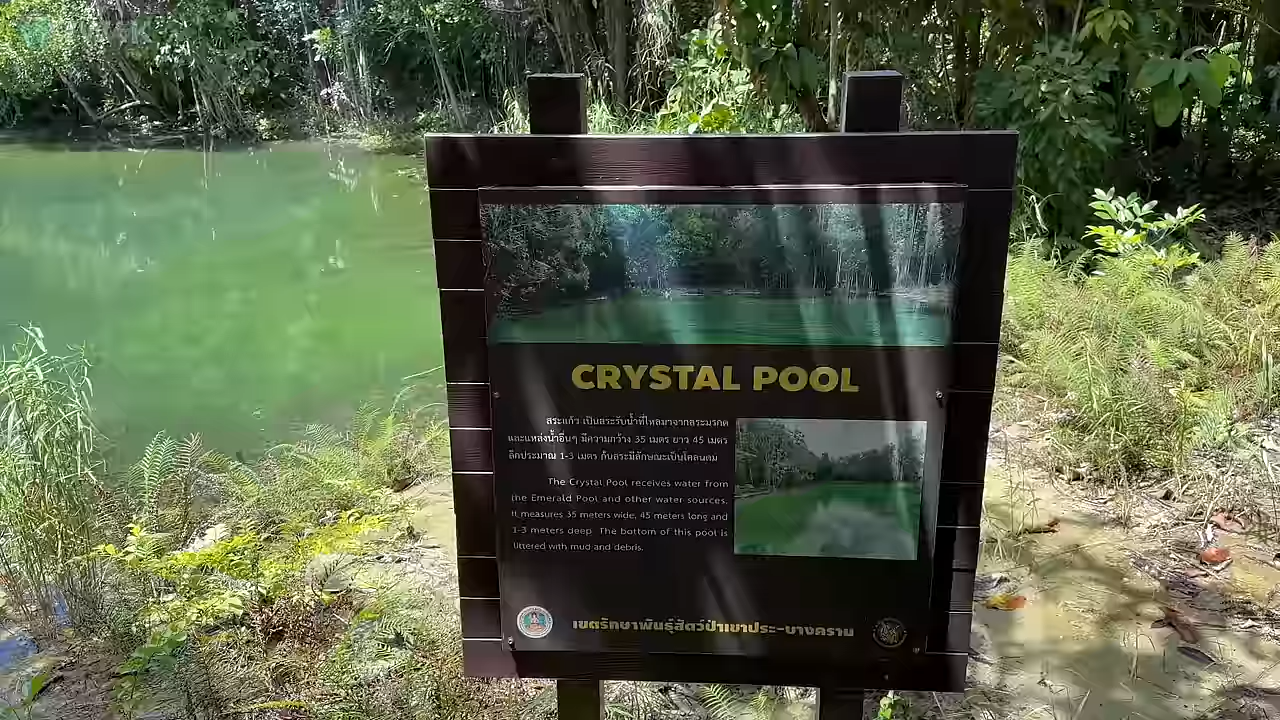 CRYSTAL POOL
สระแก้ว เป็นสระรับน้ำที่ไหลมาจากสระมรกต
และแหล่งน้ำอื่นๆ มีความกว้าง 35 เมตร ยาว 45 เมตร
ลึกประมาณ 1-3 เมตร ก้นสระมีลักษณะเป็นโคลนตม
The Crystal Pool receives water from
the Emerald Pool and other water sources.
It measures 35 meters wide, 45 meters long and
1-3 meters deep. The bottom of this pool is
littered with mud and debris.
เขตรักษาพันธุ์สัตว์ป่าเขาประ-บางคราม